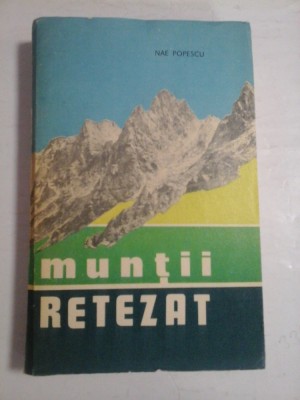 NAE POPESCU
munţii
RETEZAT